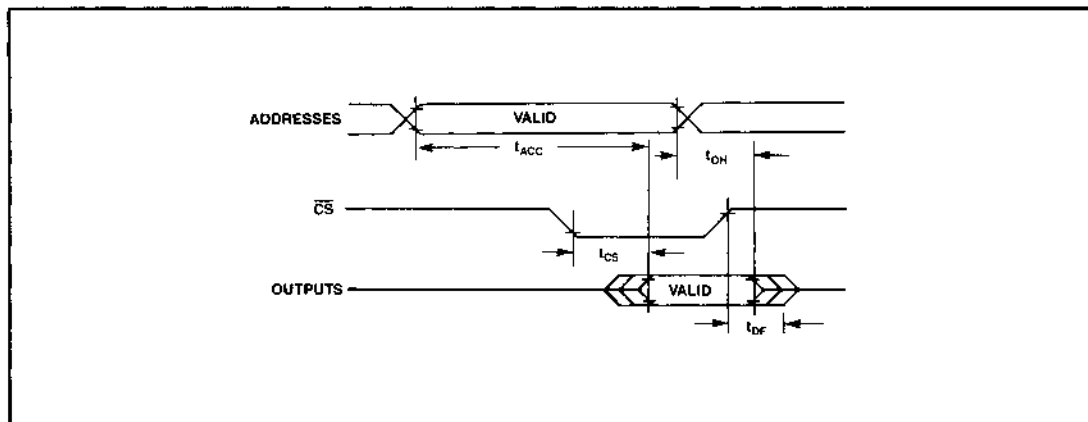 ADDRESSES
VALID
tACC
tOH
CS
tCS
OUTPUTS
VALID
tDF